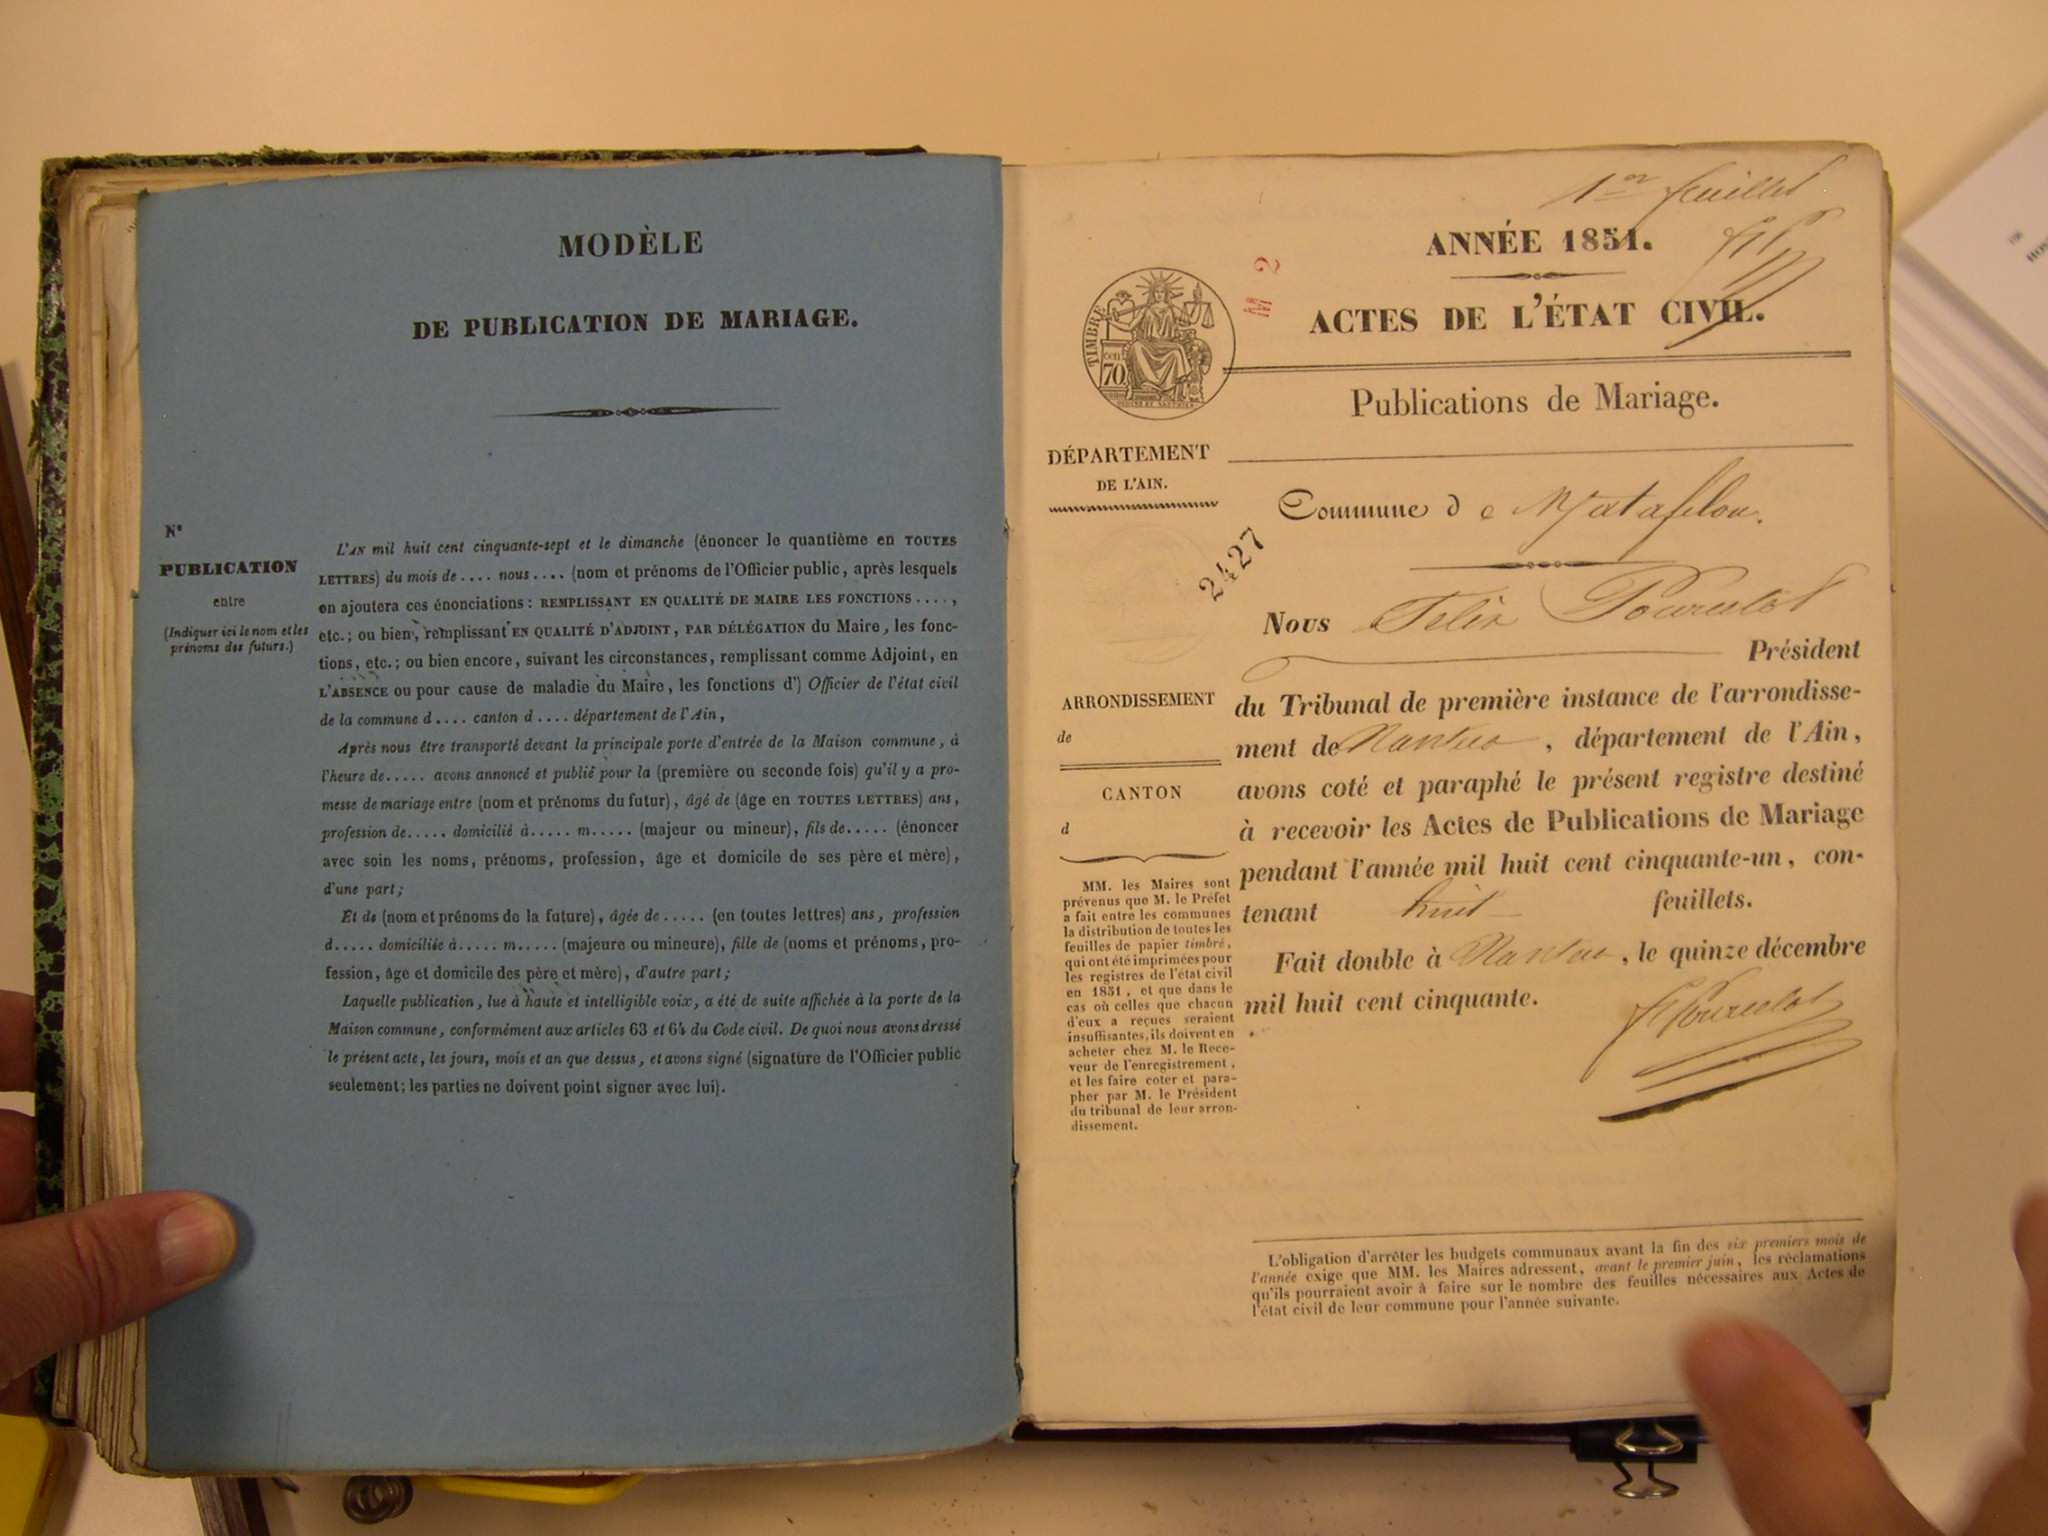 MODÈLE
DE PUBLICATION DE MARIAGE.
N°
PUBLICATION
entre
(Indiquer ici le nom et les
prénoms des futurs.)
L'AN mil huit cent cinquante-sept et le dimanche (énoncer le quantième en TOUTES
LETTRES) du mois de .... nous .... (nom et prénoms de l'Officier public, après lesquels
on ajoutera ces énonciations: REMPLISSANT EN QUALITÉ DE MAIRE LES FONCTIONS ....,
etc.; ou bien, remplissant EN QUALITÉ D'ADJOINT, PAR DÉLÉGATION du Maire, les fonc-
tions, etc.; ou bien encore, suivant les circonstances, remplissant comme Adjoint, en
L'ABSENCE ou pour cause de maladie du Maire, les fonctions d') Officier de l'état civil
de la commune d .... canton d .... département de l'Ain,
Après nous être transporté devant la principale porte d'entrée de la Maison commune, à
l'heure de ..... avons annoncé et publié pour la (première ou seconde fois) qu'il y a pro-
messe de mariage entre (nom et prénoms du futur), âgé de (âge en TOUTES LETTRES) ans,
profession de ..... domicilié à ..... m ..... (majeur ou mineur), fils de ..... (énoncer
avec soin les noms, prénoms, profession, âge et domicile de ses père et mère),
d'une part;
Et de (nom et prénoms de la future), âgée de ..... (en toutes lettres) ans, profession
d ..... domiciliée à ..... m ..... (majeure ou mineure), fille de (noms et prénoms, pro-
fession, âge et domicile des père et mère), d'autre part;
Laquelle publication, lue à haute et intelligible voix, a été de suite affichée à la porte de la
Maison commune, conformément aux articles 63 et 64 du Code civil. De quoi nous avons dressé
le présent acte, les jours, mois et an que dessus, et avons signé (signature de l'Officier public
seulement; les parties ne doivent point signer avec lui).
1er feuillet
ANNÉE 1851.
ACTES DE L'ÉTAT CIVIL.
TIMBRE
cen
70
Publications de Mariage.
DÉPARTEMENT
DE L'AIN.
Commune de Matafelon.
2427
Nous Felix Pourcelot
Président
du Tribunal de première instance de l'arrondisse-
ment de Nantua, département de l'Ain,
avons coté et paraphé le présent registre destiné
à recevoir les Actes de Publications de Mariage
pendant l'année mil huit cent cinquante-un, con-
tenant huit feuillets.
Fait double à Nantua, le quinze décembre
mil huit cent cinquante.
F Pourcelot
ARRONDISSEMENT
de
CANTON
d
MM. les Maires sont
prévenus que M. le Préfet
a fait entre les communes
la distribution de toutes les
feuilles de papier timbré,
qui ont été imprimées pour
les registres de l'état civil
en 1851, et que dans le
cas où celles que chacun
d'eux a reçues seraient
insuffisantes, ils doivent en
acheter chez M. le Rece-
veur de l'enregistrement,
et les faire coter et para-
pher par M. le Président
du tribunal de leur arron-
dissement.
L'obligation d'arrêter les budgets communaux avant la fin des six premiers mois de
l'année exige que MM. les Maires adressent, avant le premier juin, les réclamations
qu'ils pourraient avoir à faire sur le nombre des feuilles nécessaires aux Actes de
l'état civil de leur commune pour l'année suivante.